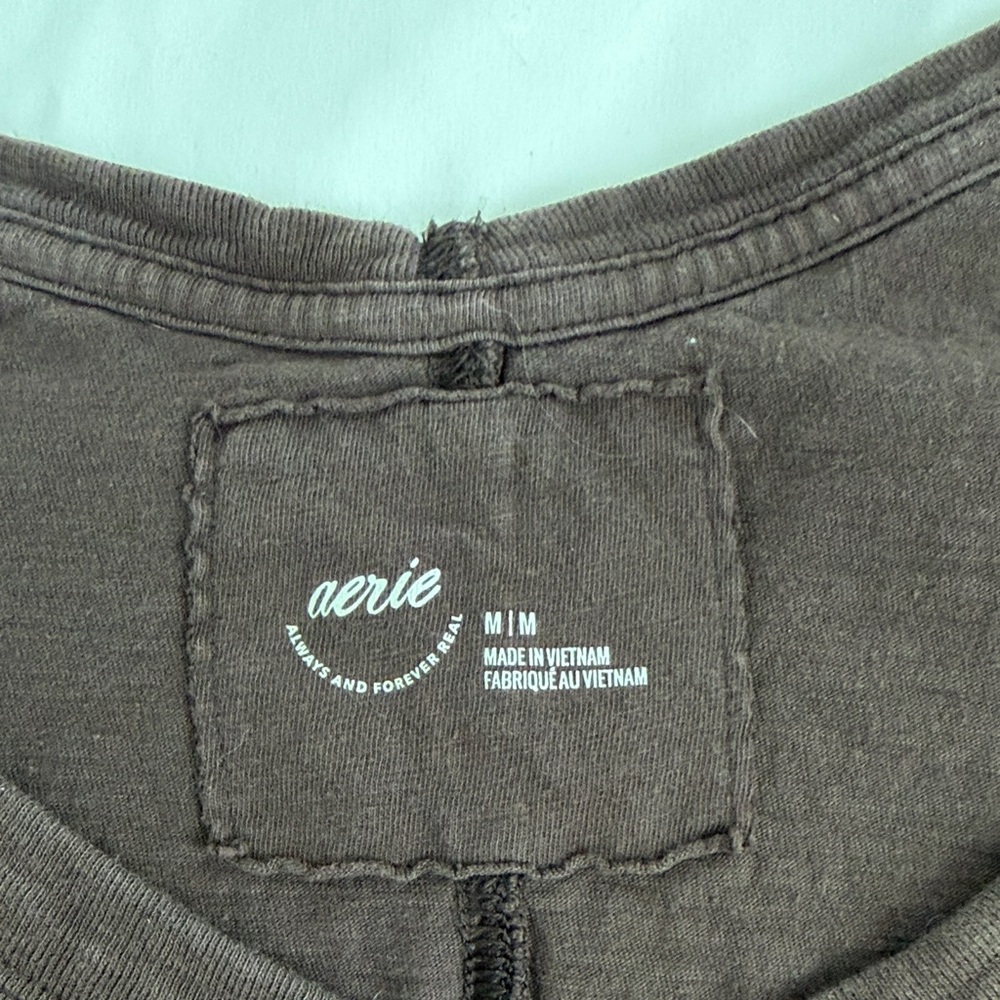 aerie
ALWAYS AND FOREVER REAL
M | M
MADE IN VIETNAM
FABRIQUÉ AU VIETNAM